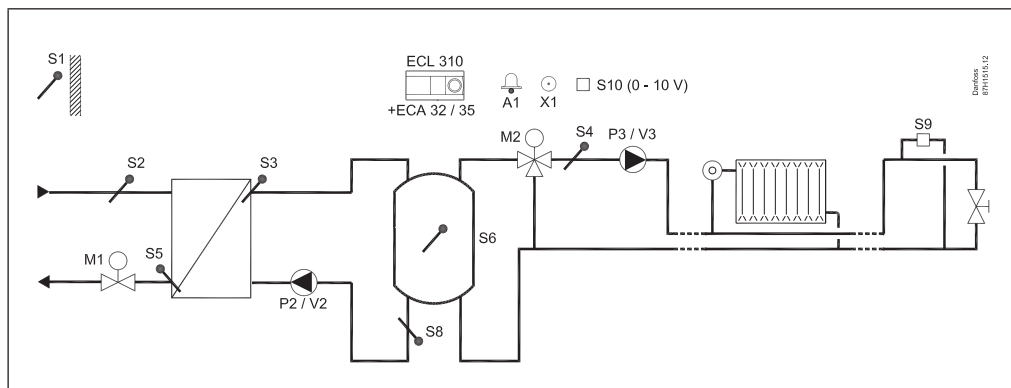 S1
ECL 310
+ECA 32 / 35
A1
X1
S10 (0 - 10 V)
Danfoss
87H1515.12
S2
S3
M2
S4
P3 / V3
S9
M1
S5
P2 / V2
S6
S8